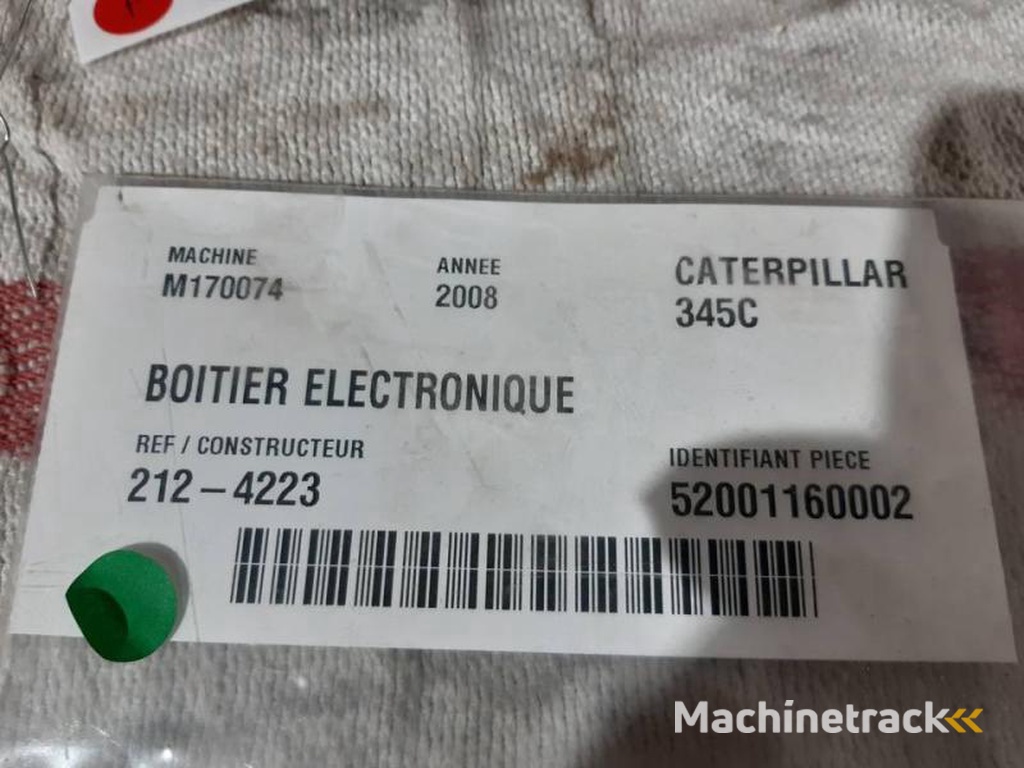 MACHINE
M170074
ANNEE
2008
CATERPILLAR
345C
BOITIER ELECTRONIQUE
REF / CONSTRUCTEUR
212-4223
IDENTIFIANT PIECE
52001160002
Machinetrack